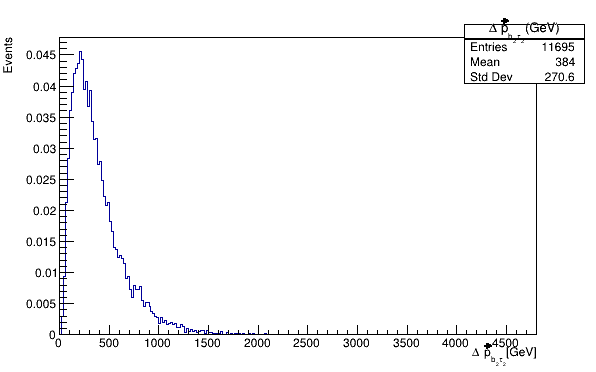 Δ p⃗ b₂τ₂ (GeV)
Entries 11695
Mean 384
Std Dev 270.6
Events
0.045
0.04
0.035
0.03
0.025
0.02
0.015
0.01
0.005
0
0 500 1000 1500 2000 2500 3000 3500 4000 4500
Δ p⃗ b₂τ₂ [GeV]